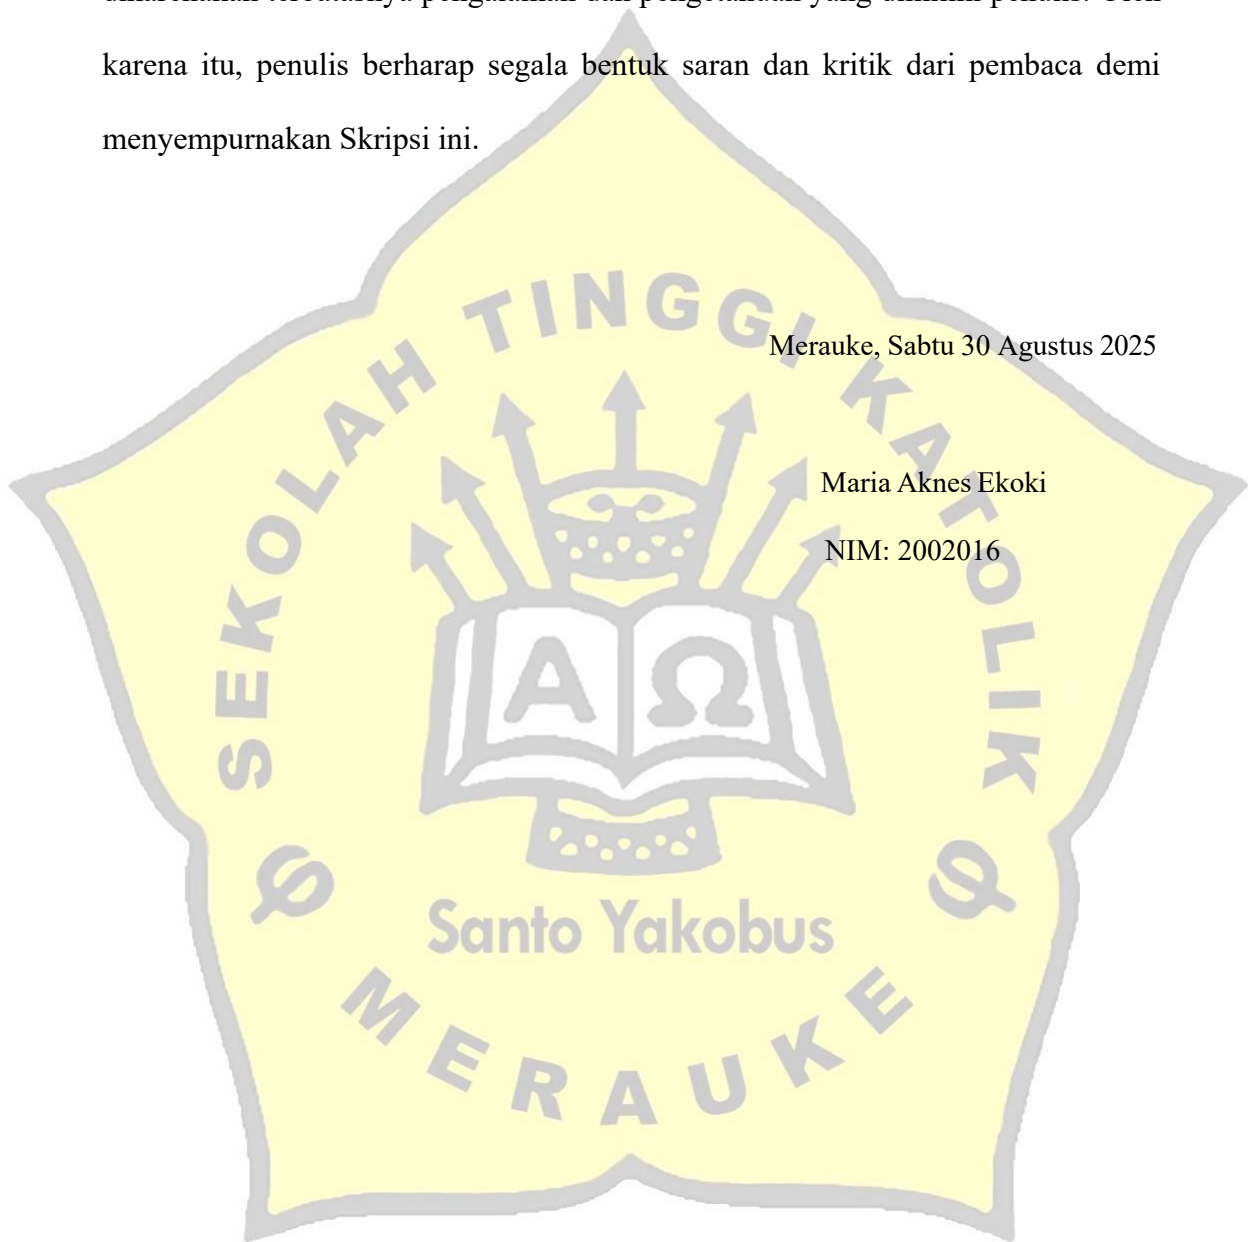 karena itu, penulis berharap segala bentuk saran dan kritik dari pembaca demi
menyempurnakan Skripsi ini.
Merauke, Sabtu 30 Agustus 2025
Maria Aknes Ekoki
NIM: 2002016
SEKOLAH TINGGI KATOLIK
Α Ω
Santo Yakobus
MERAUKE